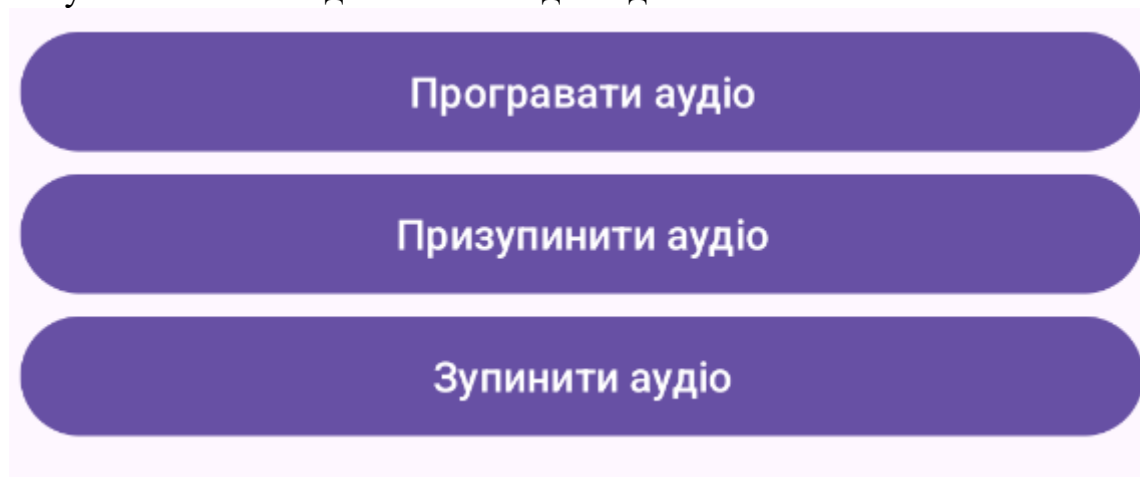 Програвати аудіо
Призупинити аудіо
Зупинити аудіо